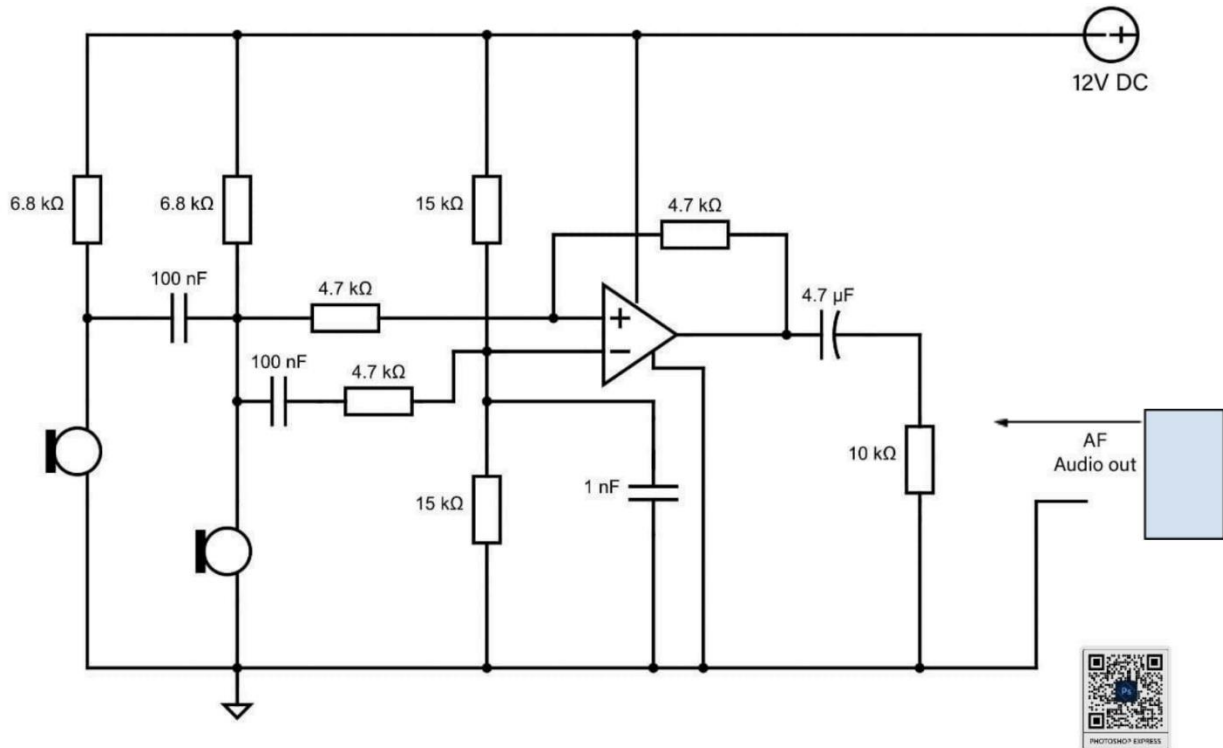 12V DC
6.8 kΩ
6.8 kΩ
15 kΩ
4.7 kΩ
100 nF
4.7 kΩ
4.7 µF
100 nF
4.7 kΩ
+
−
10 kΩ
AF
Audio out
15 kΩ
1 nF
Ps
PHOTOSHOP EXPRESS